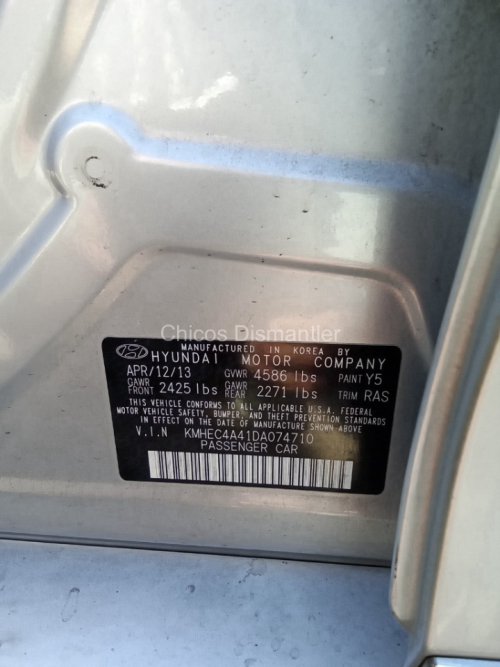 Chicos Dismantler
MANUFACTURED IN KOREA BY
HYUNDAI MOTOR COMPANY
APR/12/13 GVWR 4586 lbs PAINT Y5
GAWR FRONT 2425 lbs GAWR REAR 2271 lbs TRIM RAS
THIS VEHICLE CONFORMS TO ALL APPLICABLE U.S.A. FEDERAL
MOTOR VEHICLE SAFETY, BUMPER, AND THEFT PREVENTION STANDARDS
IN EFFECT ON THE DATE OF MANUFACTURE SHOWN ABOVE.
V.I.N KMHEC4A41DA074710
PASSENGER CAR